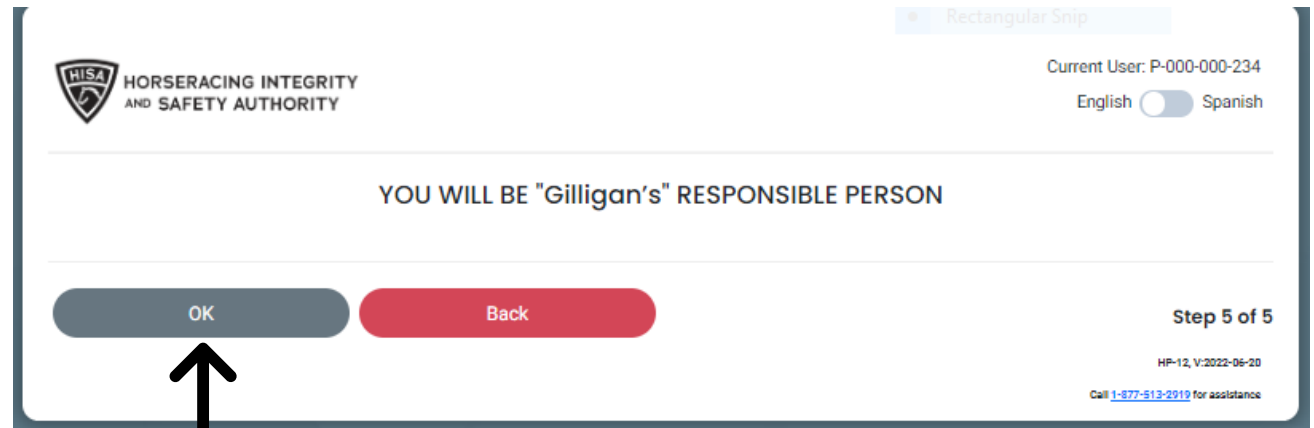 Rectangular Snip
HISA
HORSERACING INTEGRITY
AND SAFETY AUTHORITY
Current User: P-000-000-234
English Spanish
YOU WILL BE "Gilligan’s" RESPONSIBLE PERSON
OK
Back
Step 5 of 5
HP-12, V:2022-06-20
Call 1-877-513-2919 for assistance